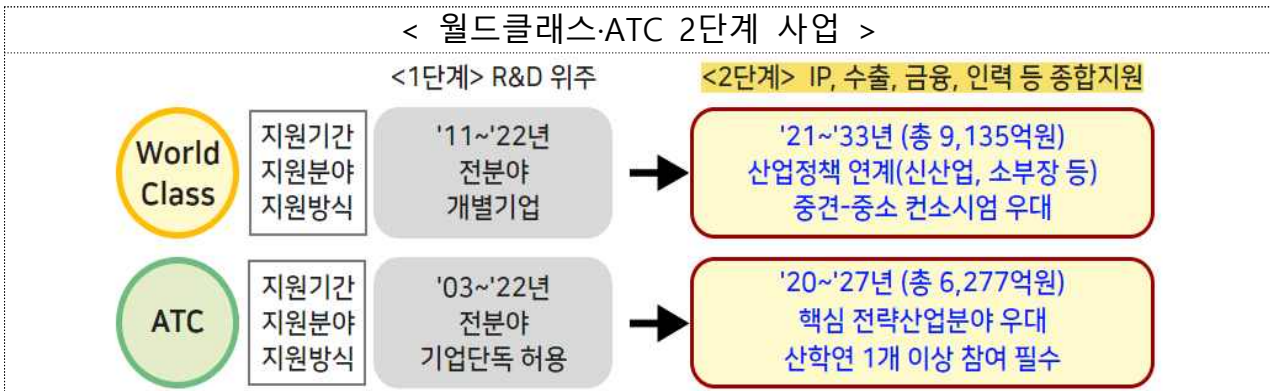 < 월드클래스·ATC 2단계 사업 >
<1단계> R&D 위주
<2단계> IP, 수출, 금융, 인력 등 종합지원
World
Class
지원기간
지원분야
지원방식
'11~'22년
전분야
개별기업
'21~'33년 (총 9,135억원)
산업정책 연계(신산업, 소부장 등)
중견-중소 컨소시엄 우대
ATC
지원기간
지원분야
지원방식
'03~'22년
전분야
기업단독 허용
'20~'27년 (총 6,277억원)
핵심 전략산업분야 우대
산학연 1개 이상 참여 필수